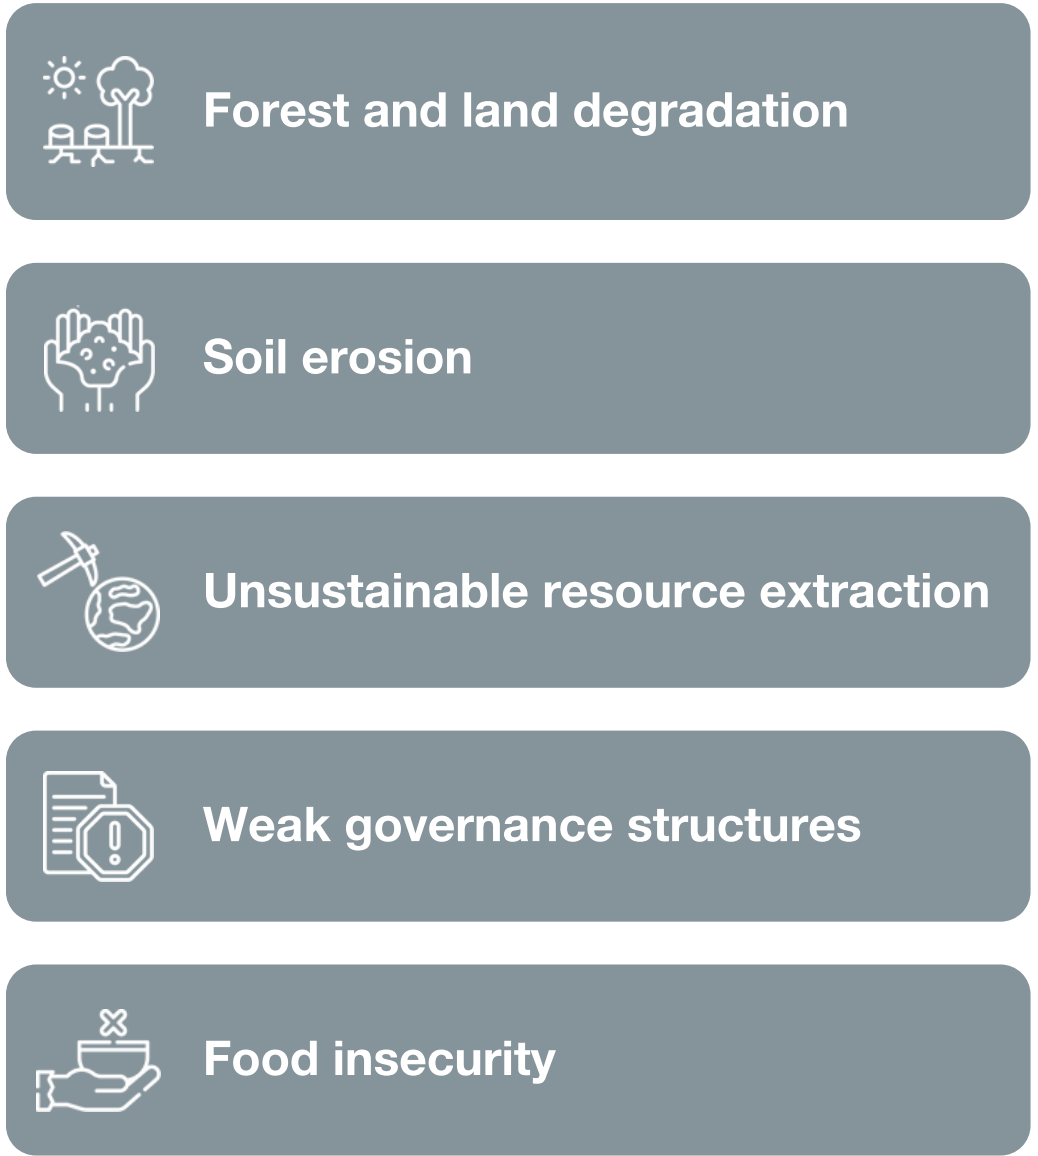 Forest and land degradation
Soil erosion
Unsustainable resource extraction
Weak governance structures
Food insecurity